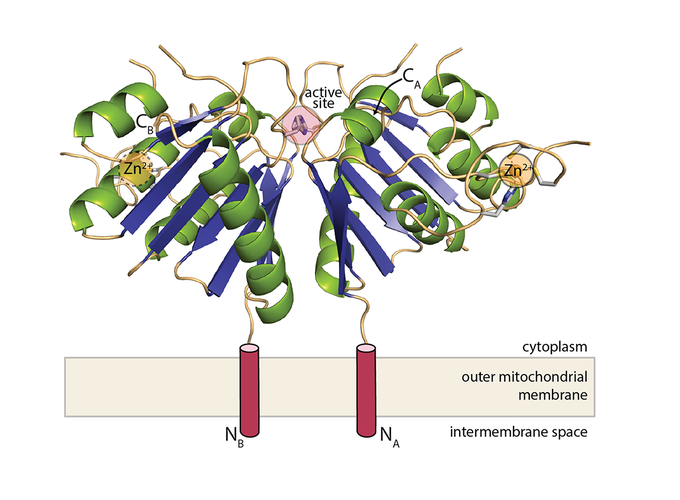 active
site
C_A
C_B
Zn²⁺
Zn²⁺
cytoplasm
outer mitochondrial
membrane
N_B
N_A
intermembrane space